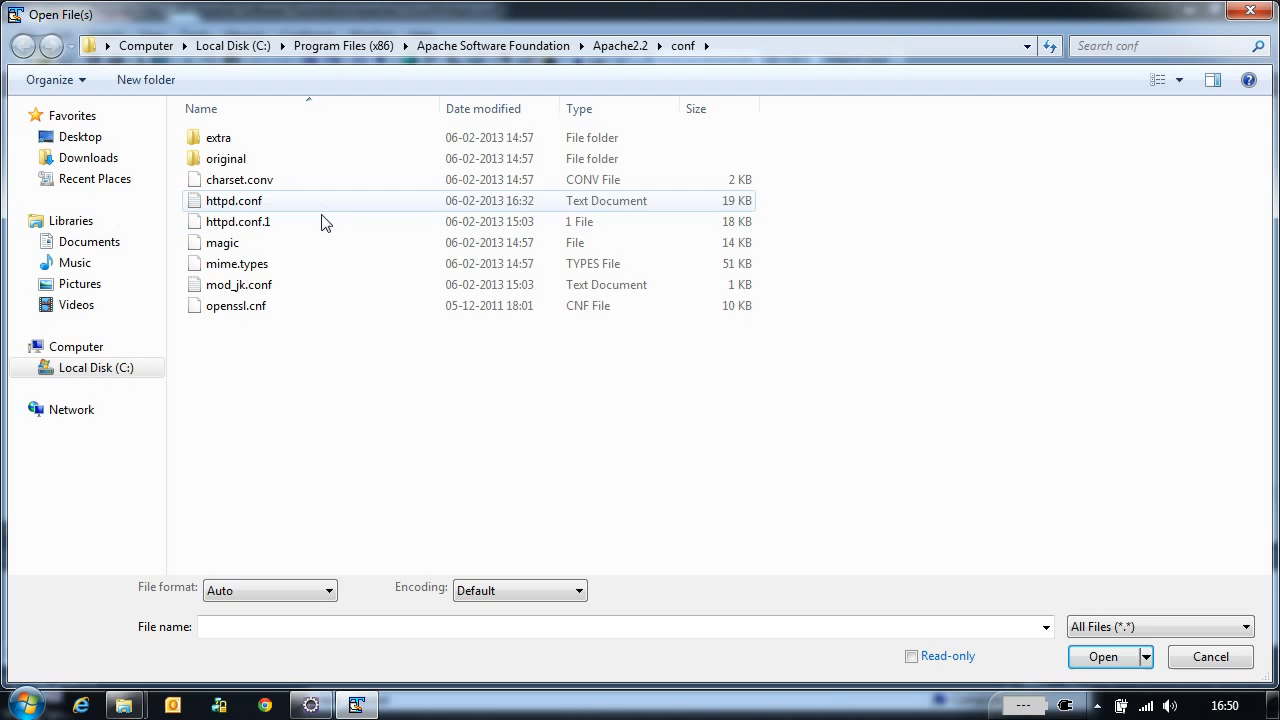 Open File(s)
Computer Local Disk (C:) Program Files (x86) Apache Software Foundation Apache2.2 conf Search conf
Organize New folder
Name Date modified Type Size
Favorites
Desktop
Downloads
Recent Places
Libraries
Documents
Music
Pictures
Videos
Computer
Local Disk (C:)
Network
extra 06-02-2013 14:57 File folder
original 06-02-2013 14:57 File folder
charset.conv 06-02-2013 14:57 CONV File 2 KB
httpd.conf 06-02-2013 16:32 Text Document 19 KB
httpd.conf.1 06-02-2013 15:03 1 File 18 KB
magic 06-02-2013 14:57 File 14 KB
mime.types 06-02-2013 14:57 TYPES File 51 KB
mod_jk.conf 06-02-2013 15:03 Text Document 1 KB
openssl.cnf 05-12-2011 18:01 CNF File 10 KB
File format: Auto Encoding: Default
File name: All Files (*.*)
Read-only Open Cancel
--- 16:50